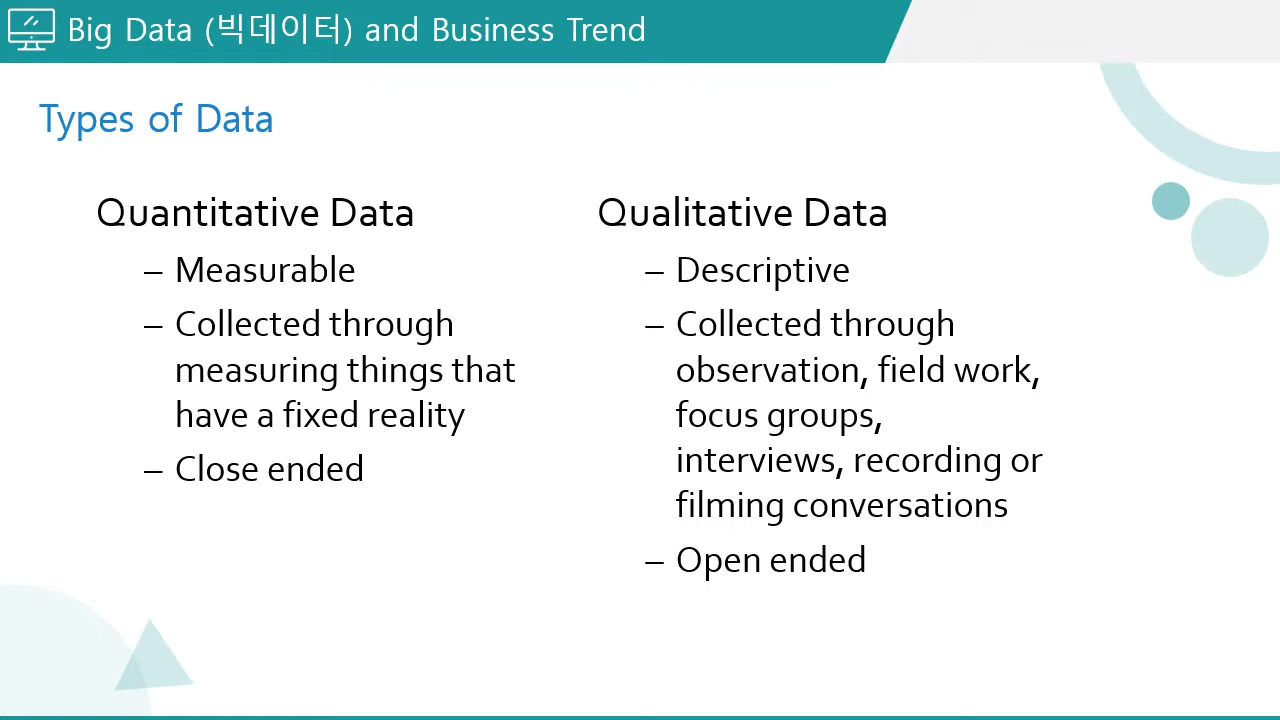 Big Data (빅데이터) and Business Trend
Types of Data
Quantitative Data
– Measurable
– Collected through
measuring things that
have a fixed reality
– Close ended
Qualitative Data
– Descriptive
– Collected through
observation, field work,
focus groups,
interviews, recording or
filming conversations
– Open ended